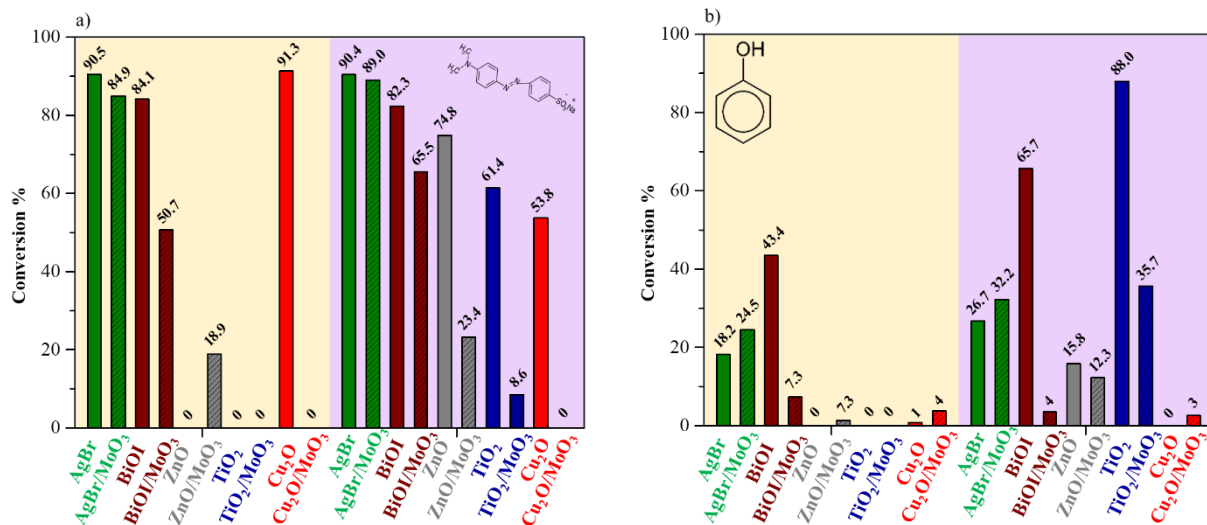 a)
Conversion %
100
80
60
40
20
0
90.5
84.9
84.1
50.7
0
18.9
0
0
91.3
0
90.4
89.0
82.3
65.5
74.8
23.4
61.4
8.6
53.8
0
H₃C
H₃C
N
N
N
SO₃Na
- +
AgBr
AgBr/MoO₃
BiOI
BiOI/MoO₃
ZnO
ZnO/MoO₃
TiO₂
TiO₂/MoO₃
Cu₂O
Cu₂O/MoO₃
AgBr
AgBr/MoO₃
BiOI
BiOI/MoO₃
ZnO
ZnO/MoO₃
TiO₂
TiO₂/MoO₃
Cu₂O
Cu₂O/MoO₃
b)
Conversion %
100
80
60
40
20
0
OH
18.2
24.5
43.4
7.3
0
7.3
0
0
1
4
26.7
32.2
65.7
4
15.8
12.3
88.0
35.7
0
3
AgBr
AgBr/MoO₃
BiOI
BiOI/MoO₃
ZnO
ZnO/MoO₃
TiO₂
TiO₂/MoO₃
Cu₂O
Cu₂O/MoO₃
AgBr
AgBr/MoO₃
BiOI
BiOI/MoO₃
ZnO
ZnO/MoO₃
TiO₂
TiO₂/MoO₃
Cu₂O
Cu₂O/MoO₃